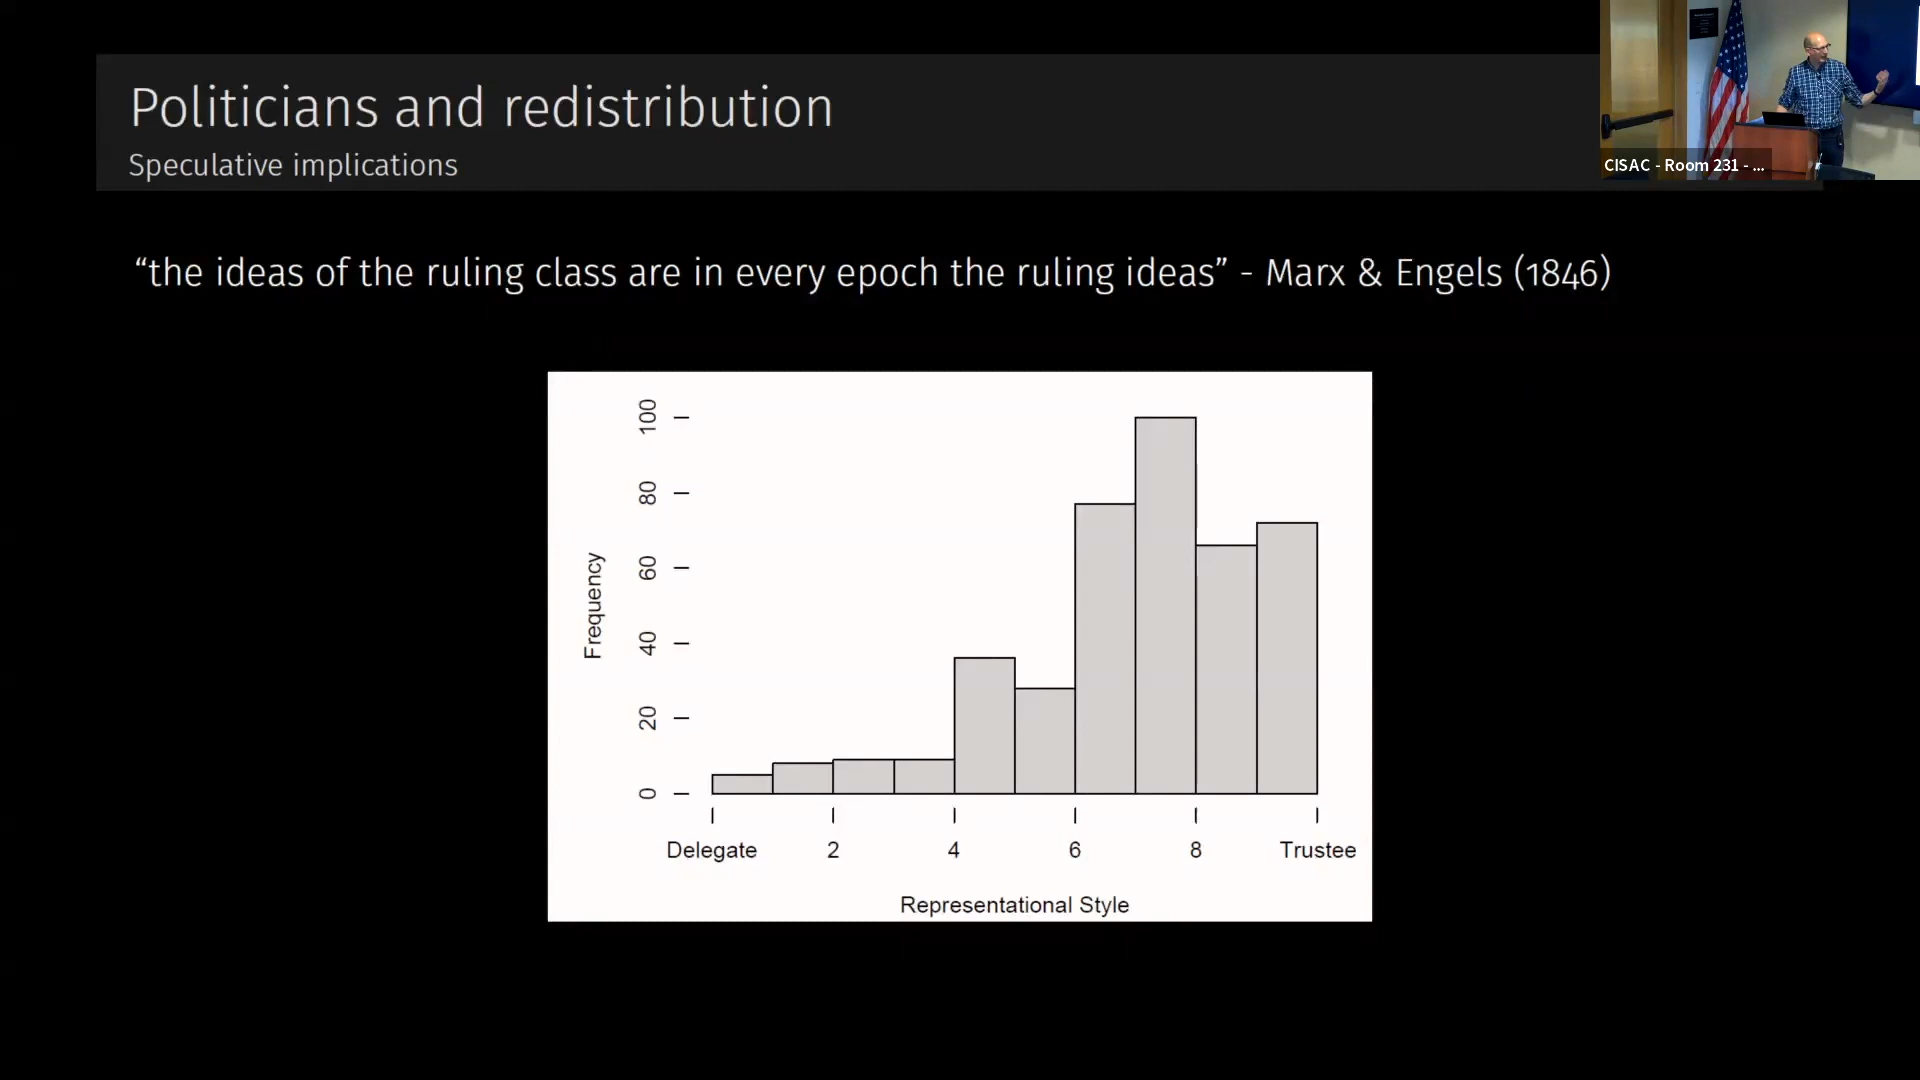 Politicians and redistribution
Speculative implications
CISAC - Room 231 - ...
“the ideas of the ruling class are in every epoch the ruling ideas” - Marx & Engels (1846)
100
80
60
40
20
0
Frequency
Delegate 2 4 6 8 Trustee
Representational Style